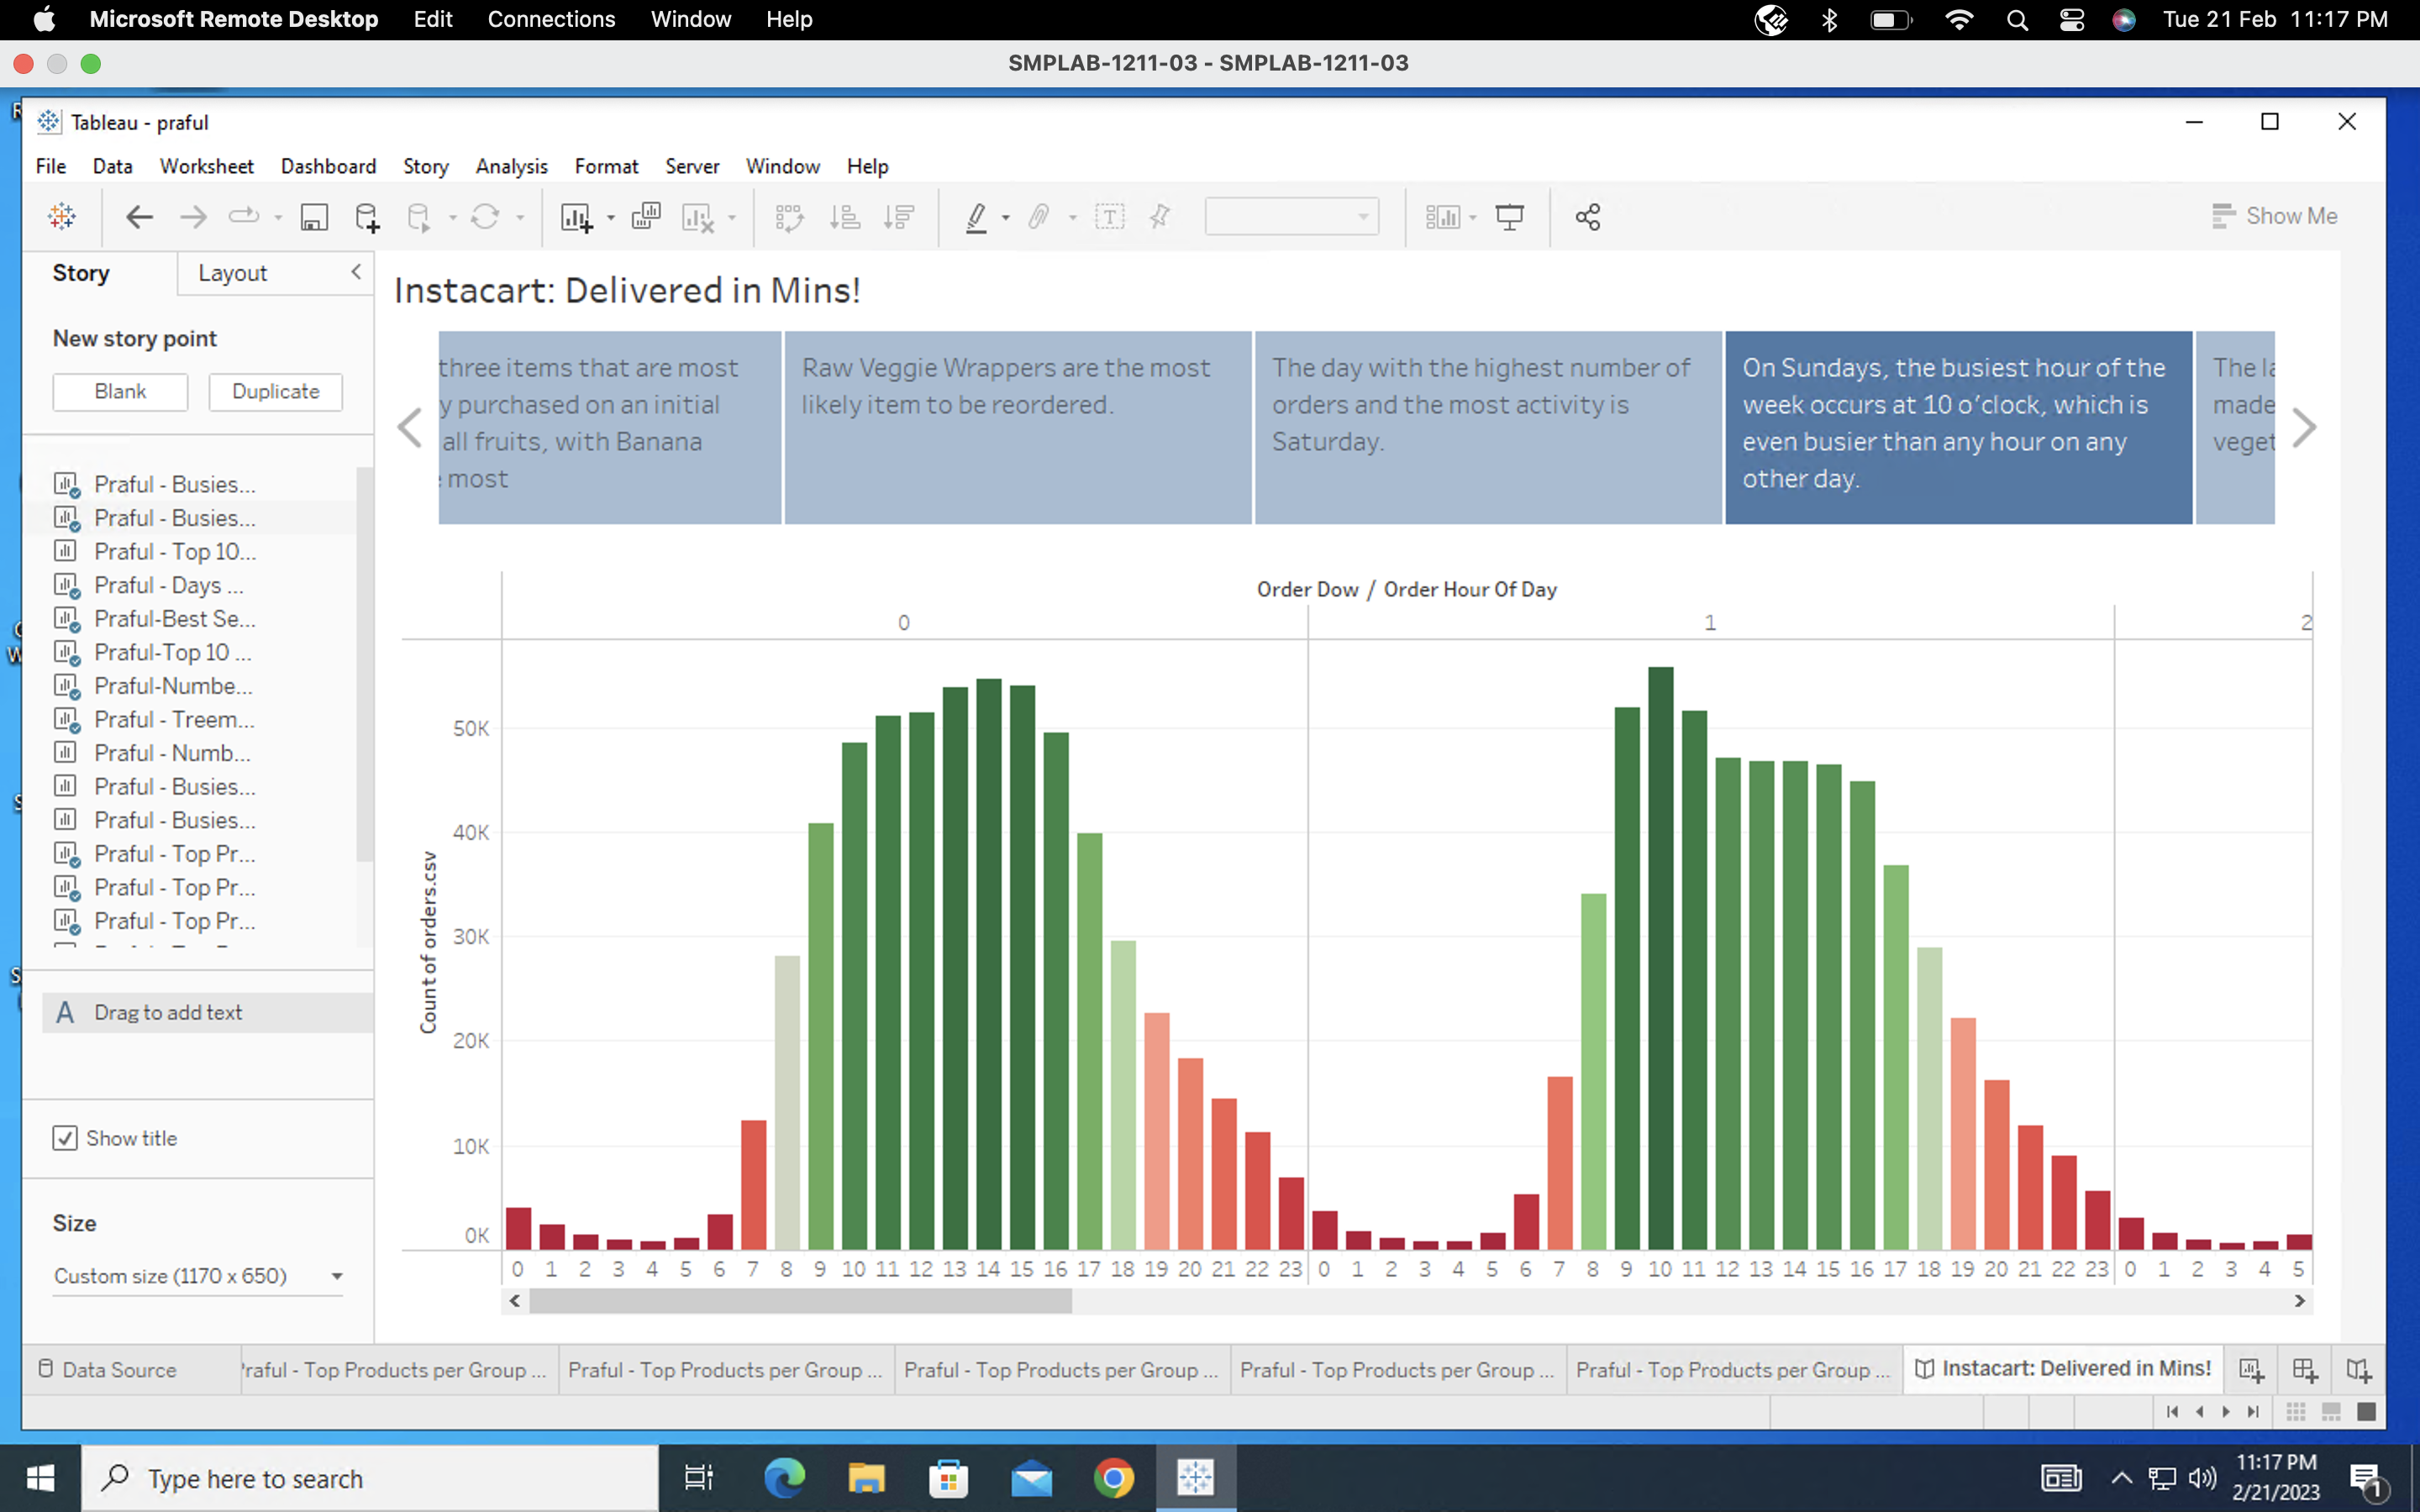 Microsoft Remote Desktop Edit Connections Window Help Tue 21 Feb 11:17 PM
SMPLAB-1211-03 - SMPLAB-1211-03
Tableau - praful
File Data Worksheet Dashboard Story Analysis Format Server Window Help
Show Me
Story Layout
New story point
Blank Duplicate
Praful - Busies...
Praful - Busies...
Praful - Top 10...
Praful - Days ...
Praful-Best Se...
Praful-Top 10 ...
Praful-Numbe...
Praful - Treem...
Praful - Numb...
Praful - Busies...
Praful - Busies...
Praful - Top Pr...
Praful - Top Pr...
Praful - Top Pr...
A Drag to add text
Show title
Size
Custom size (1170 x 650)
Instacart: Delivered in Mins!
three items that are most
y purchased on an initial
all fruits, with Banana
most
Raw Veggie Wrappers are the most
likely item to be reordered.
The day with the highest number of
orders and the most activity is
Saturday.
On Sundays, the busiest hour of the
week occurs at 10 o'clock, which is
even busier than any hour on any
other day.
The la
made
veget
Order Dow / Order Hour Of Day
0 1 2
Count of orders.csv
50K
40K
30K
20K
10K
0K
0 1 2 3 4 5 6 7 8 9 10 11 12 13 14 15 16 17 18 19 20 21 22 23 0 1 2 3 4 5 6 7 8 9 10 11 12 13 14 15 16 17 18 19 20 21 22 23 0 1 2 3 4 5
Data Source raful - Top Products per Group ... Praful - Top Products per Group ... Praful - Top Products per Group ... Praful - Top Products per Group ... Praful - Top Products per Group ... Instacart: Delivered in Mins!
Type here to search
11:17 PM
2/21/2023
1